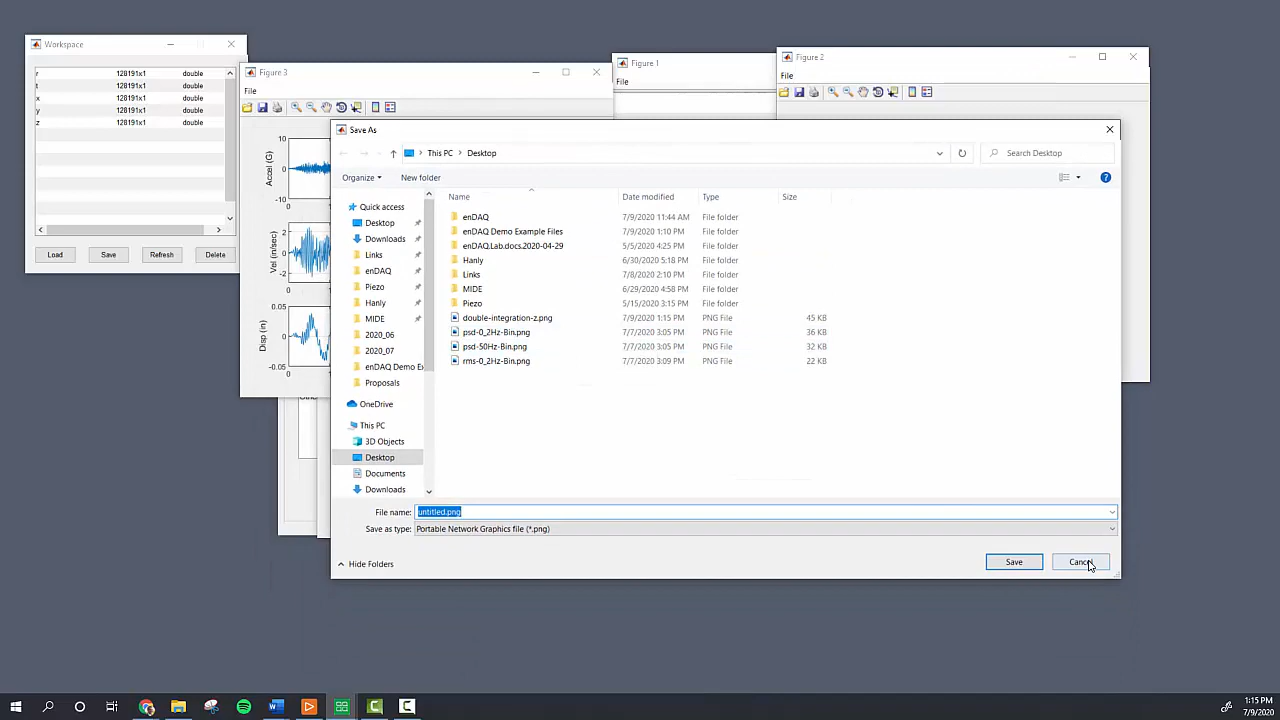 Workspace
r 128191x1 double
t 128191x1 double
x 128191x1 double
y 128191x1 double
z 128191x1 double
Load Save Refresh Delete
Figure 3
File
Accel (G)
10
0
-10
Vel (m/sec)
2
0
-2
0
Disp (in)
0.05
0
-0.05
0
Figure 1
File
Figure 2
File
Save As
This PC > Desktop
Search Desktop
Organize New folder
Quick access
Desktop
Downloads
Links
enDAQ
Piezo
Hanly
MIDE
2020_06
2020_07
enDAQ Demo E
Proposals
OneDrive
This PC
3D Objects
Desktop
Documents
Downloads
Name Date modified Type Size
enDAQ 7/9/2020 11:44 AM File folder
enDAQ Demo Example Files 7/9/2020 1:10 PM File folder
enDAQ.Lab.docs.2020-04-29 5/5/2020 4:25 PM File folder
Hanly 6/30/2020 5:18 PM File folder
Links 7/8/2020 2:10 PM File folder
MIDE 6/29/2020 4:58 PM File folder
Piezo 5/15/2020 3:15 PM File folder
double-integration-z.png 7/9/2020 1:15 PM PNG File 45 KB
psd-0_2Hz-Bin.png 7/7/2020 3:05 PM PNG File 36 KB
psd-50Hz-Bin.png 7/7/2020 3:05 PM PNG File 32 KB
rms-0_2Hz-Bin.png 7/7/2020 3:09 PM PNG File 22 KB
File name: untitled.png
Save as type: Portable Network Graphics file (*.png)
Hide Folders
Save Cancel
1:15 PM
7/9/2020